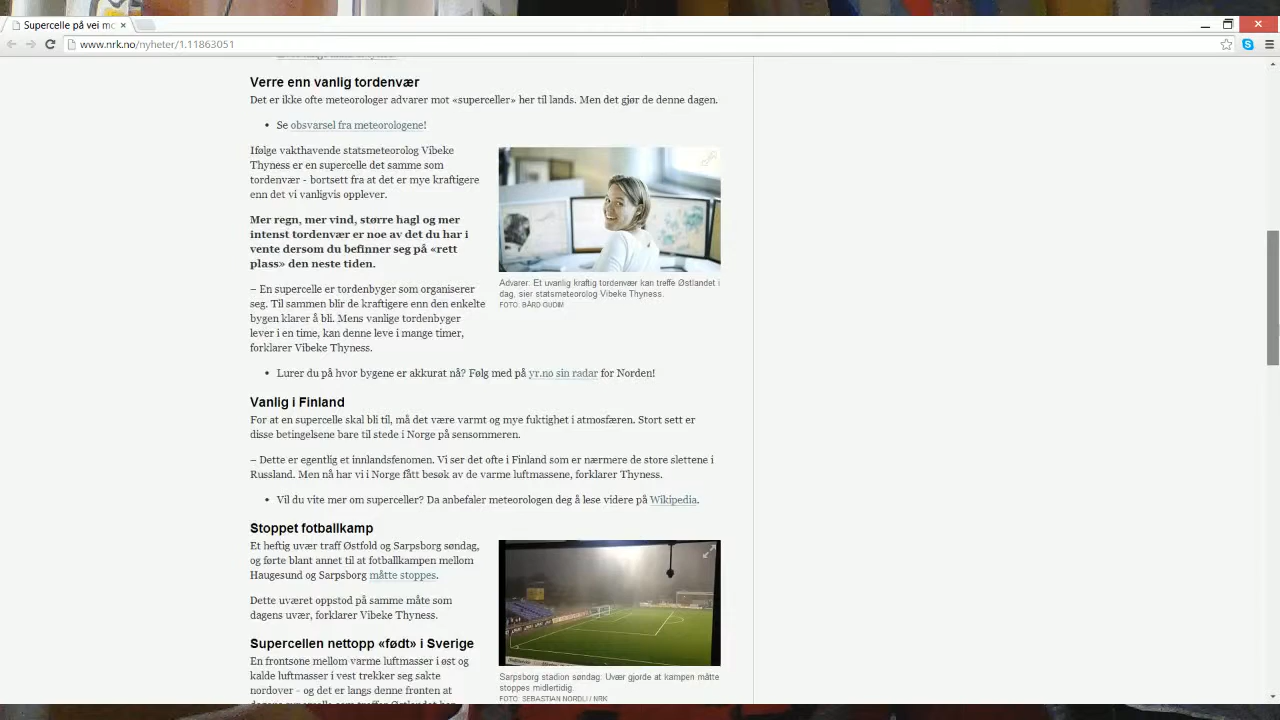 Supercelle på vei mo
www.nrk.no/nyheter/1.11863051
Verre enn vanlig tordenvær
Det er ikke ofte meteorologer advarer mot «superceller» her til lands. Men det gjør de denne dagen.
• Se obsvarsel fra meteorologene!
Ifølge vakthavende statsmeteorolog Vibeke
Thyness er en supercelle det samme som
tordenvær - bortsett fra at det er mye kraftigere
enn det vi vanligvis opplever.
Mer regn, mer vind, større hagl og mer
intenst tordenvær er noe av det du har i
vente dersom du befinner seg på «rett
plass» den neste tiden.
Advarer: Et uvanlig kraftig tordenvær kan treffe Østlandet i
dag, sier statsmeteorolog Vibeke Thyness.
FOTO: BÅRD GUDIM
– En supercelle er tordenbyger som organiserer
seg. Til sammen blir de kraftigere enn den enkelte
bygen klarer å bli. Mens vanlige tordenbyger
lever i en time, kan denne leve i mange timer,
forklarer Vibeke Thyness.
• Lurer du på hvor bygene er akkurat nå? Følg med på yr.no sin radar for Norden!
Vanlig i Finland
For at en supercelle skal bli til, må det være varmt og mye fuktighet i atmosfæren. Stort sett er
disse betingelsene bare til stede i Norge på sensommeren.
– Dette er egentlig et innlandsfenomen. Vi ser det ofte i Finland som er nærmere de store slettene i
Russland. Men nå har vi i Norge fått besøk av de varme luftmassene, forklarer Thyness.
• Vil du vite mer om superceller? Da anbefaler meteorologen deg å lese videre på Wikipedia.
Stoppet fotballkamp
Et heftig uvær traff Østfold og Sarpsborg søndag,
og førte blant annet til at fotballkampen mellom
Haugesund og Sarpsborg måtte stoppes.
Dette uværet oppstod på samme måte som
dagens uvær, forklarer Vibeke Thyness.
Sarpsborg stadion søndag: Uvær gjorde at kampen måtte
stoppes midlertidig.
FOTO: SEBASTIAN NORDLI / NRK
Supercellen nettopp «født» i Sverige
En frontsone mellom varme luftmasser i øst og
kalde luftmasser i vest trekker seg sakte
nordover - og det er langs denne fronten at